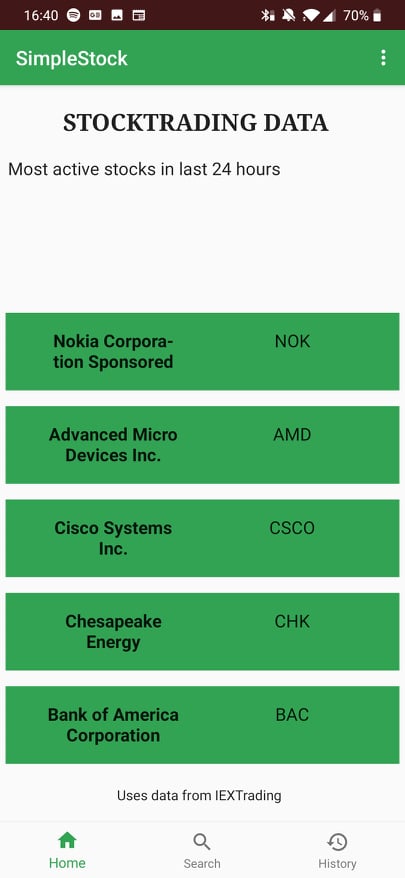 16:40 70%
SimpleStock
STOCKTRADING DATA
Most active stocks in last 24 hours
Nokia Corpora- NOK
tion Sponsored
Advanced Micro AMD
Devices Inc.
Cisco Systems CSCO
Inc.
Chesapeake CHK
Energy
Bank of America BAC
Corporation
Uses data from IEXTrading
Home Search History